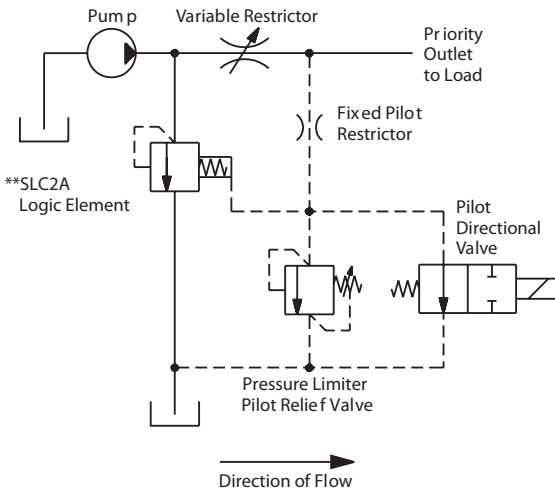 Pump
Variable Restrictor
Priority
Outlet
to Load
Fixed Pilot
Restrictor
**SLC2A
Logic Element
Pilot
Directional
Valve
Pressure Limiter
Pilot Relief Valve
Direction of Flow